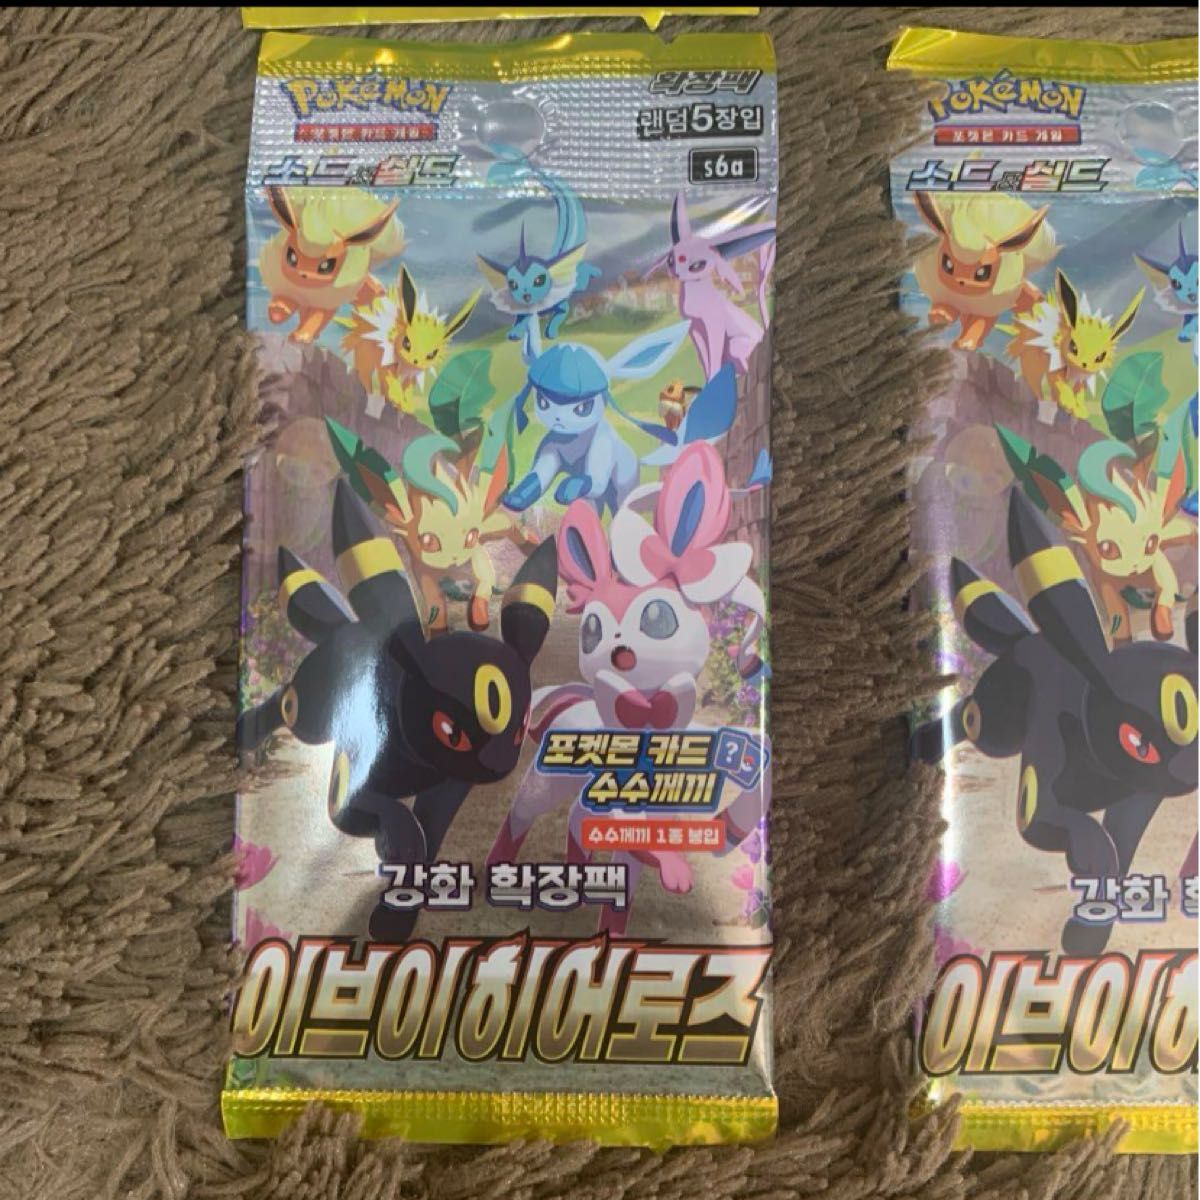 POKéMON
포켓몬 카드 게임
소드&실드
확장팩
랜덤5장입
s6a
포켓몬 카드
?
수수께끼
수수께끼 1종 봉입
강화 확장팩
이브이 히어로즈
POKéMON
포켓몬 카드 게임
소드&실드
강화
이브이